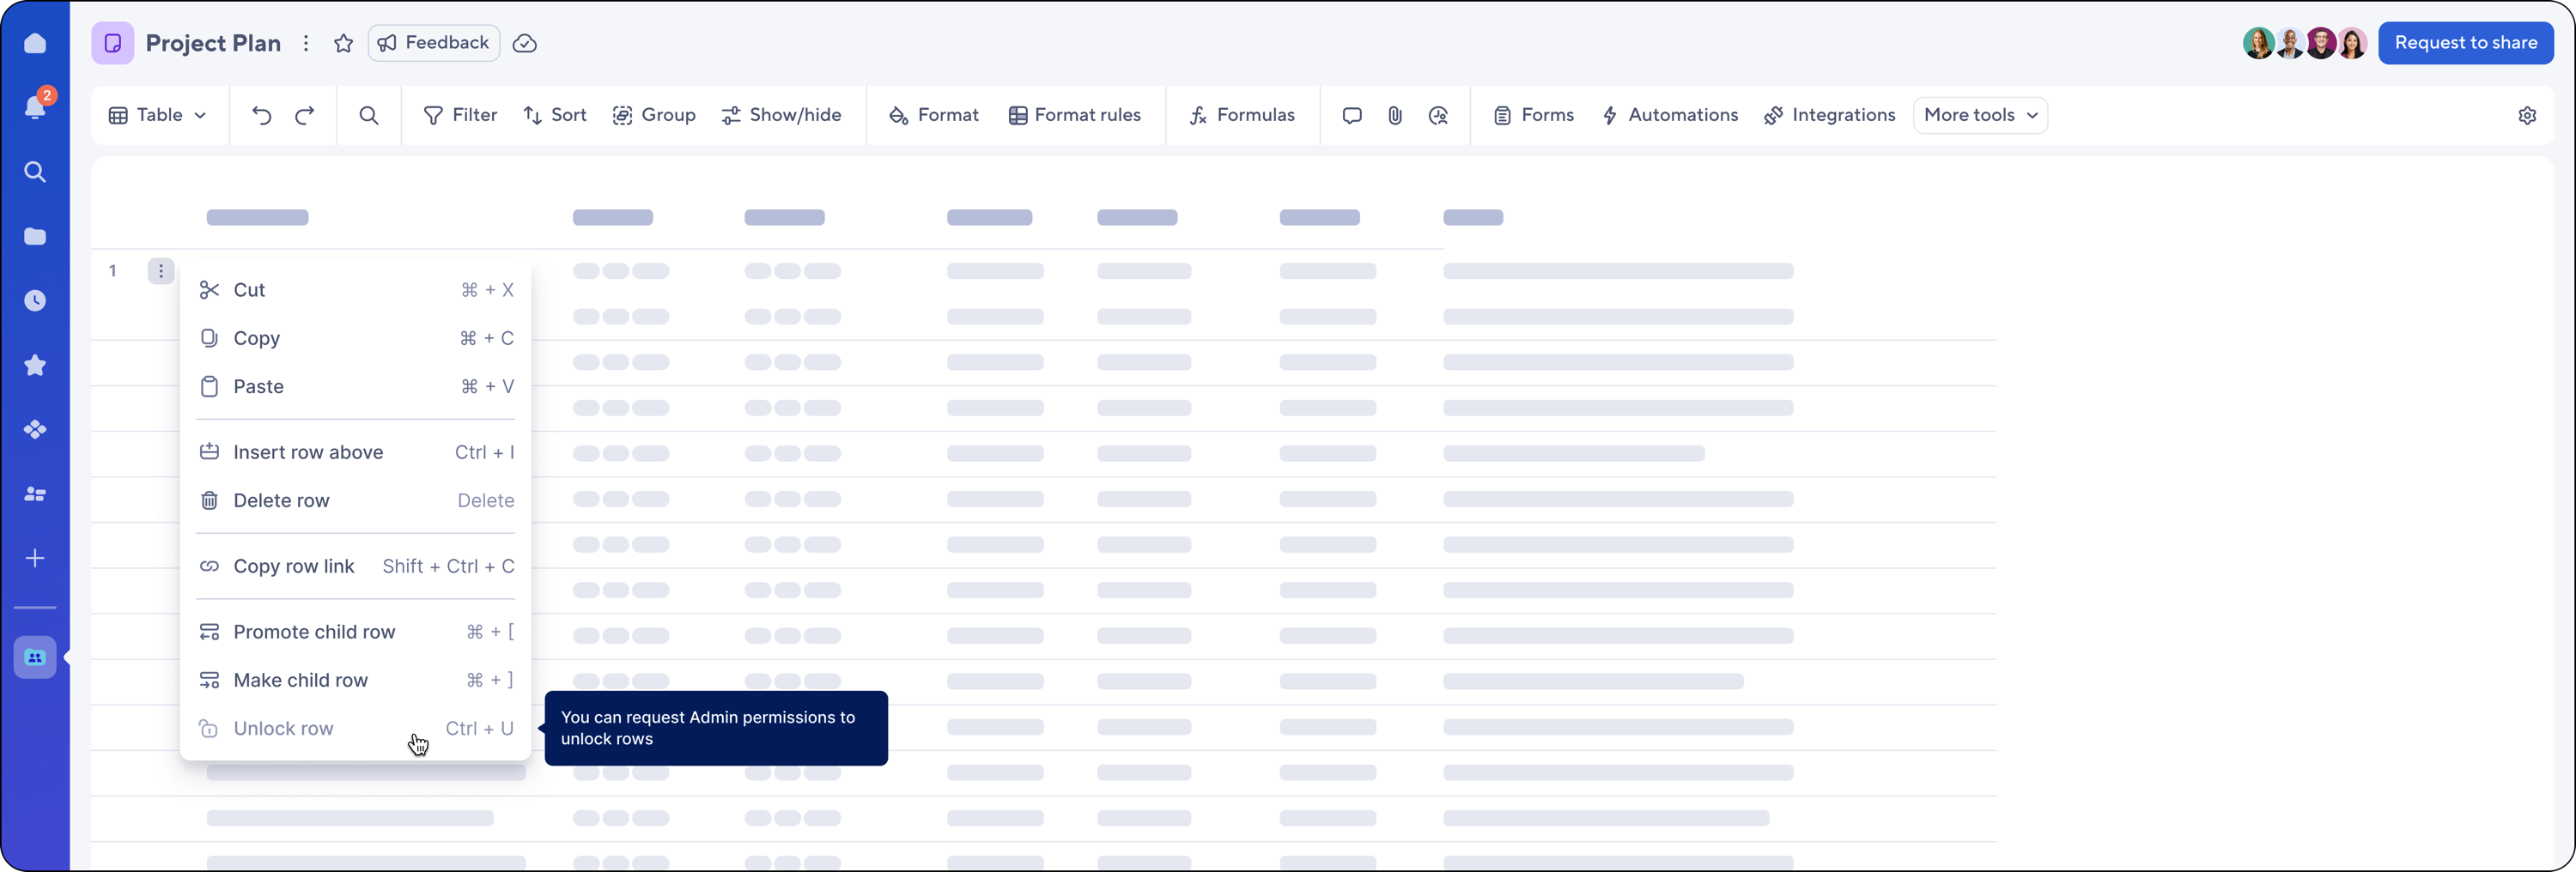 Project Plan
Feedback
Request to share
2
Table
Filter
Sort
Group
Show/hide
Format
Format rules
Formulas
Forms
Automations
Integrations
More tools
1
Cut ⌘ + X
Copy ⌘ + C
Paste ⌘ + V
Insert row above Ctrl + I
Delete row Delete
Copy row link Shift + Ctrl + C
Promote child row ⌘ + [
Make child row ⌘ + ]
Unlock row Ctrl + U
You can request Admin permissions to
unlock rows